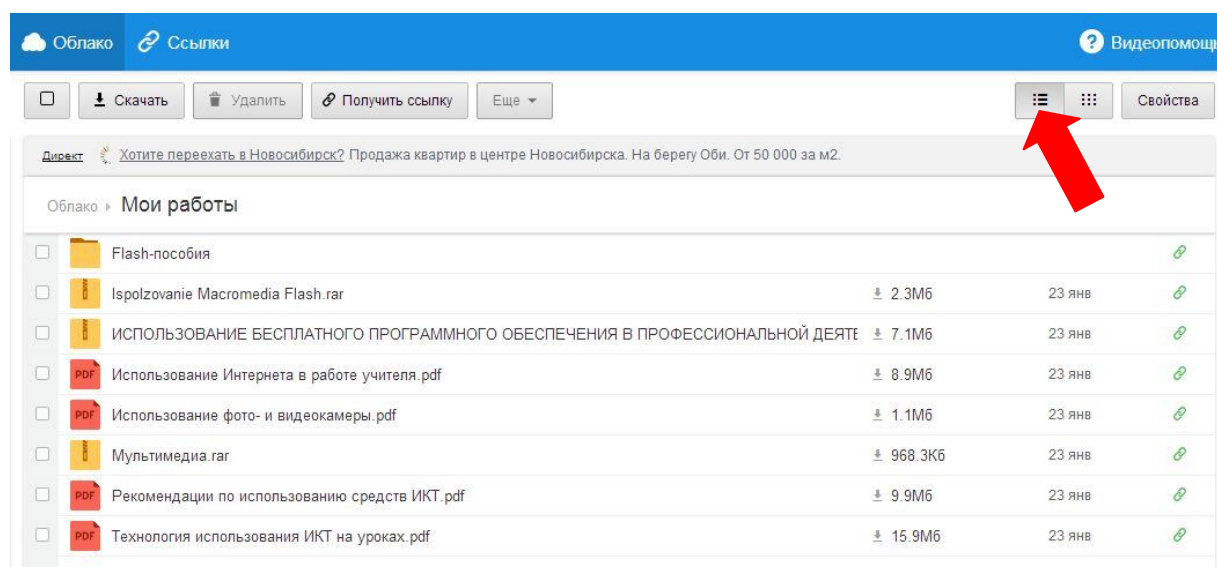 Облако Ссылки ? Видеопомощ
Скачать Удалить Получить ссылку Еще Свойства
Директ Хотите переехать в Новосибирск? Продажа квартир в центре Новосибирска. На берегу Оби. От 50 000 за м2.
Облако Мои работы
Flash-пособия
Ispolzovanie Macromedia Flash.rar 2.3Мб 23 янв
ИСПОЛЬЗОВАНИЕ БЕСПЛАТНОГО ПРОГРАММНОГО ОБЕСПЕЧЕНИЯ В ПРОФЕССИОНАЛЬНОЙ ДЕЯТЕ 7.1Мб 23 янв
PDF Использование Интернета в работе учителя.pdf 8.9Мб 23 янв
PDF Использование фото- и видеокамеры.pdf 1.1Мб 23 янв
Мультимедиа.rar 968.3Кб 23 янв
PDF Рекомендации по использованию средств ИКТ.pdf 9.9Мб 23 янв
PDF Технология использования ИКТ на уроках.pdf 15.9Мб 23 янв